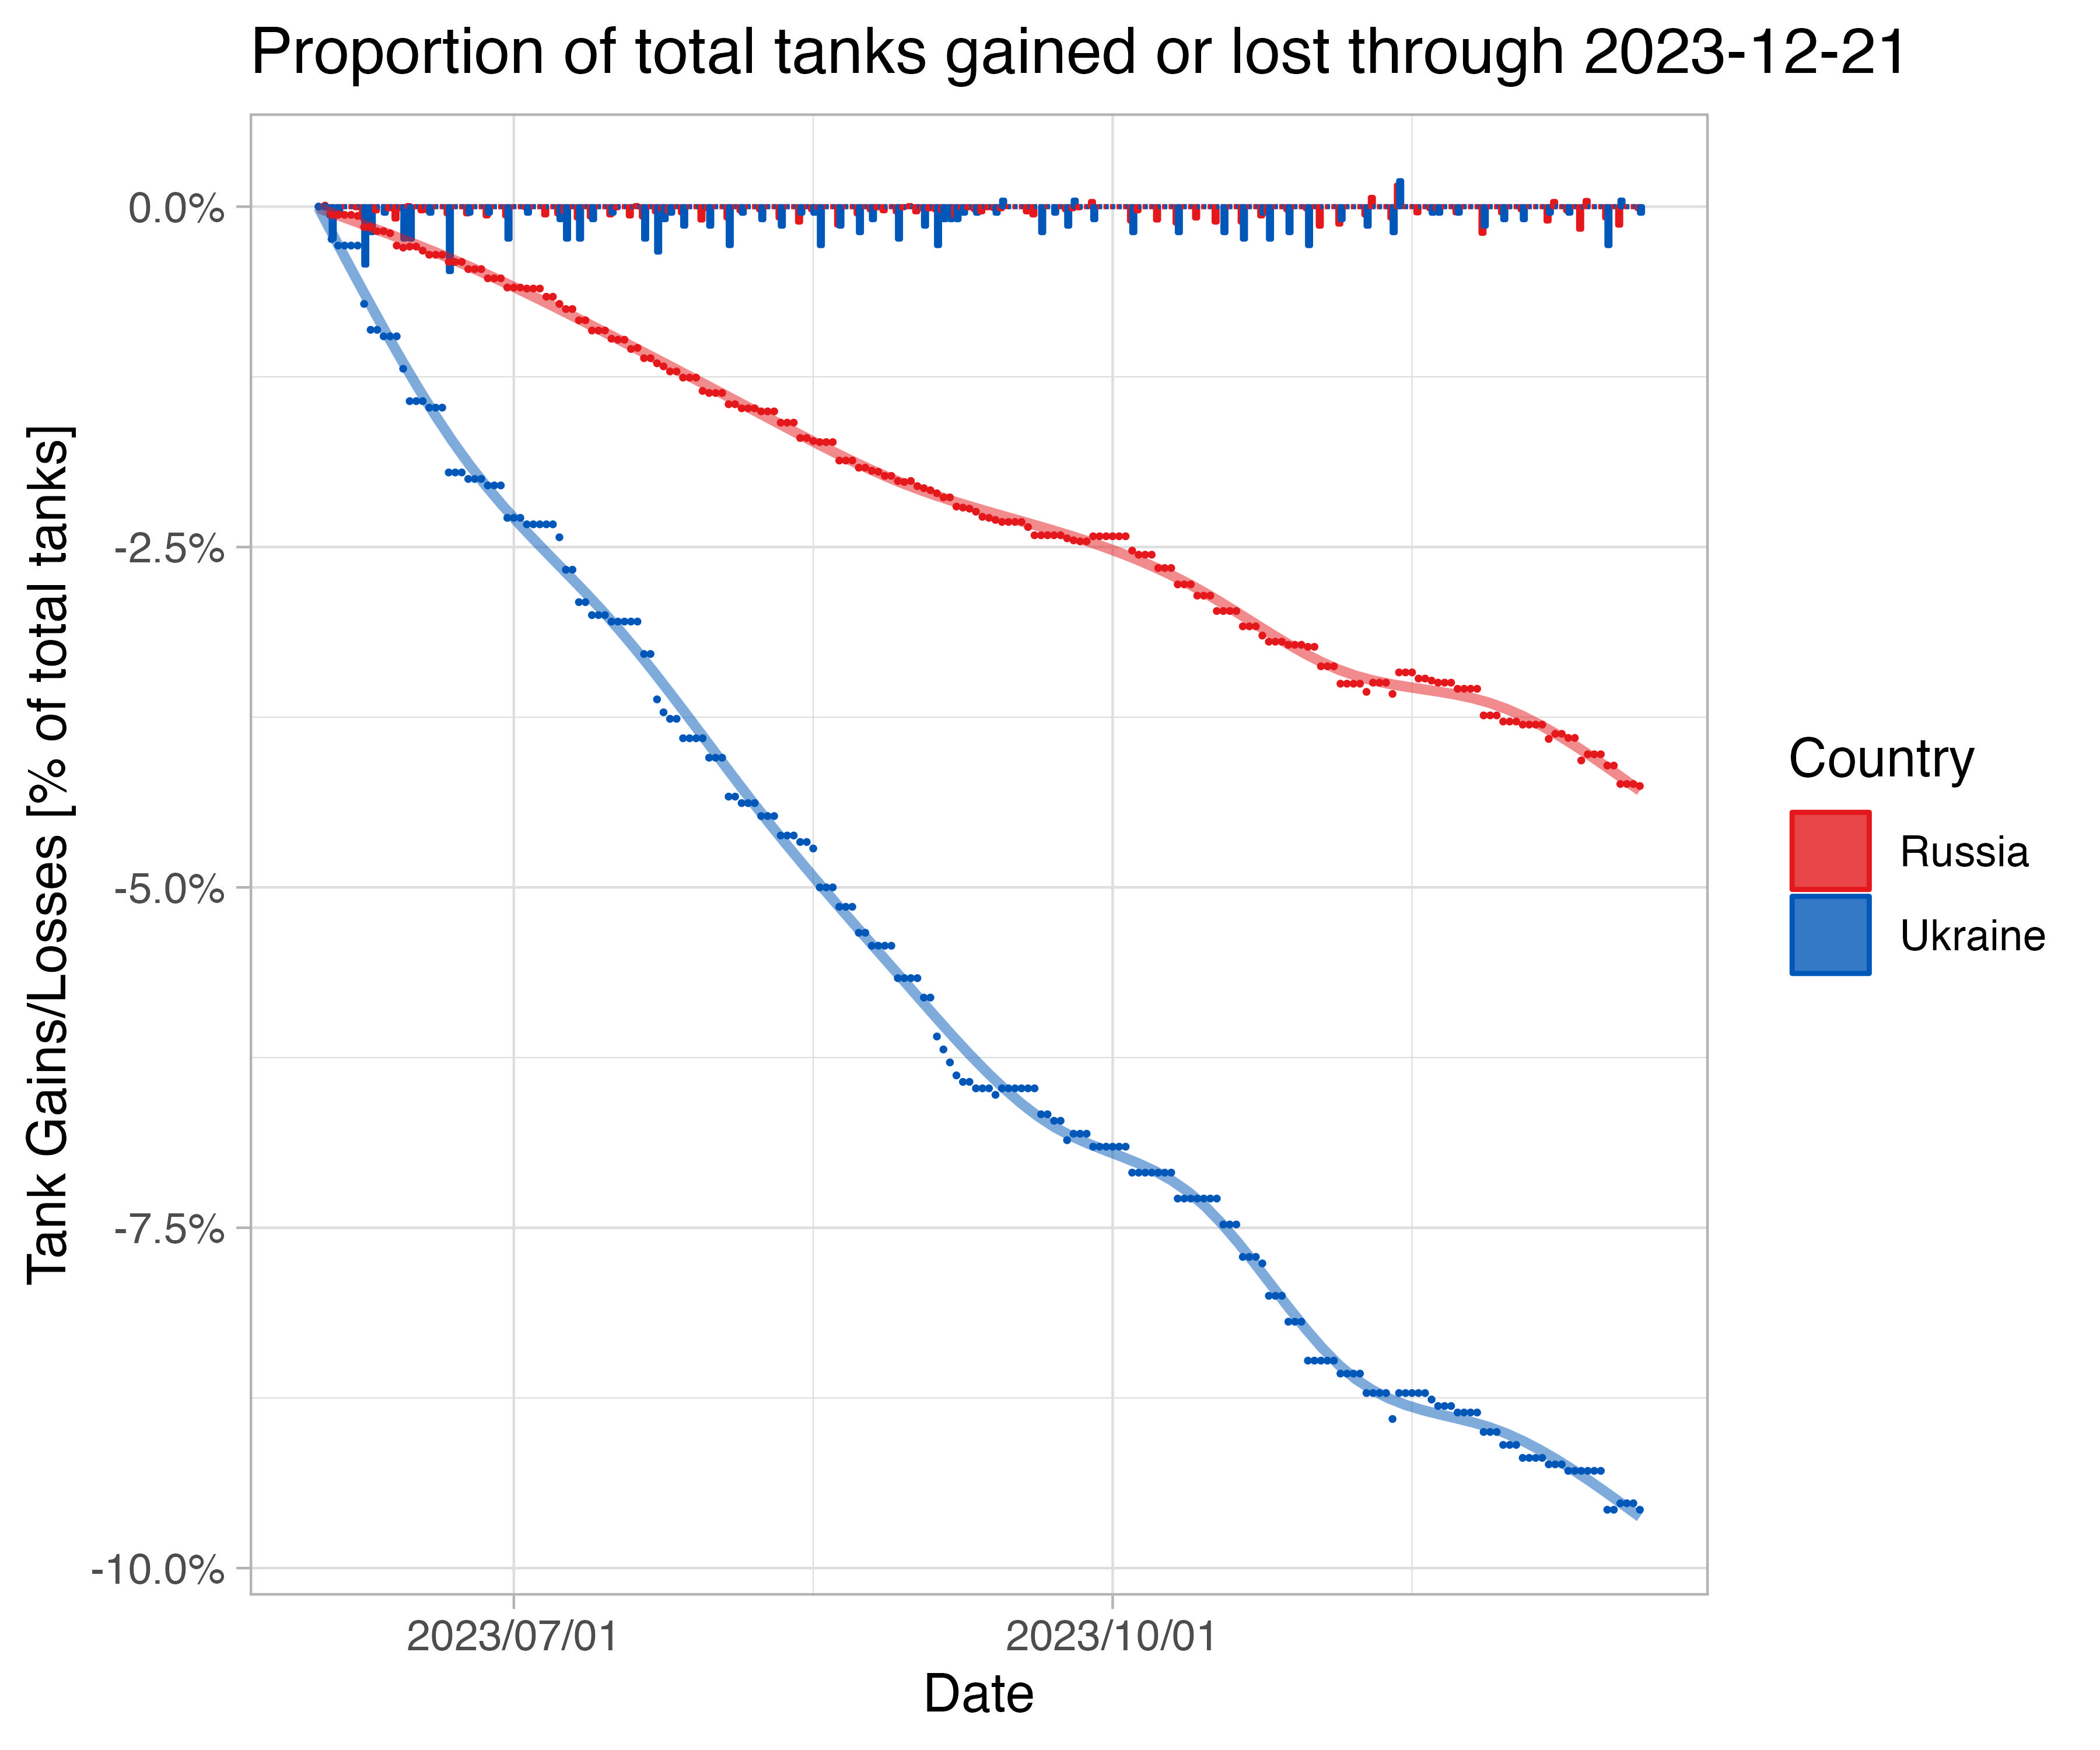 Proportion of total tanks gained or lost through 2023-12-21
Tank Gains/Losses [% of total tanks]
0.0%
-2.5%
-5.0%
-7.5%
-10.0%
2023/07/01
2023/10/01
Date
Country
Russia
Ukraine